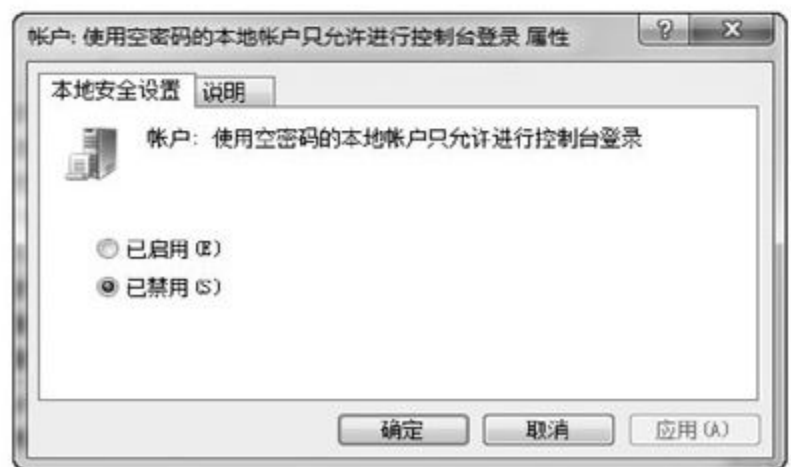 帐户: 使用空密码的本地帐户只允许进行控制台登录 属性
本地安全设置 说明
帐户: 使用空密码的本地帐户只允许进行控制台登录
已启用(E)
已禁用(S)
确定 取消 应用(A)